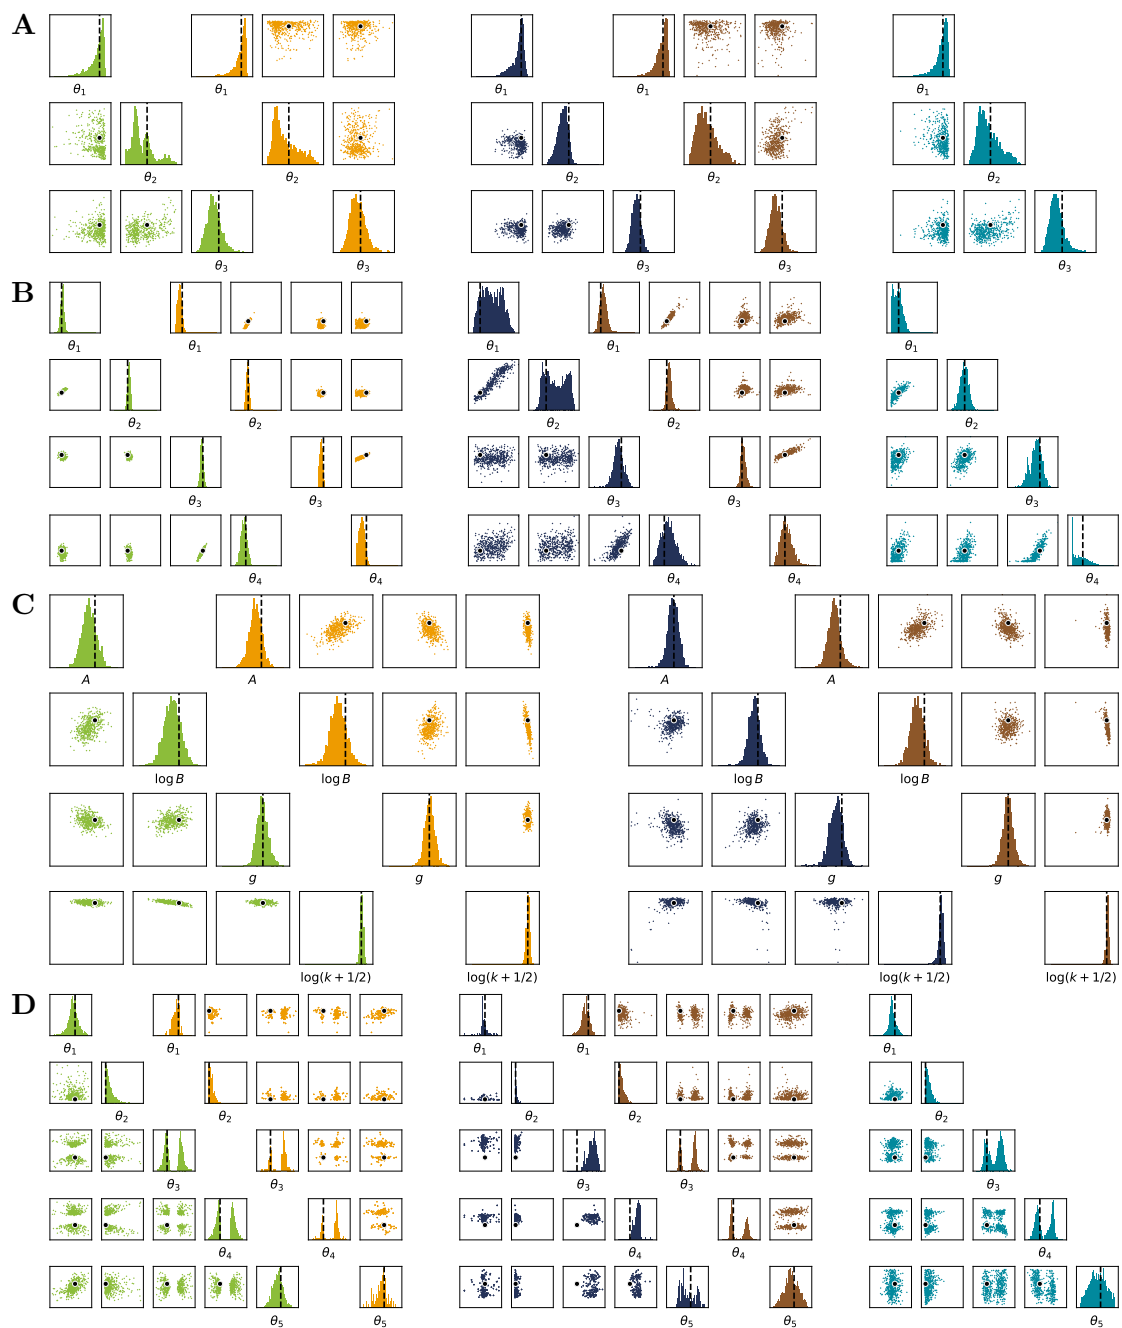 A
θ1 θ1 θ1 θ1 θ1
θ2 θ2 θ2 θ2 θ2
θ3 θ3 θ3 θ3 θ3
B
θ1 θ1 θ1 θ1 θ1
θ2 θ2 θ2 θ2 θ2
θ3 θ3 θ3 θ3 θ3
θ4 θ4 θ4 θ4 θ4
C
A A A A
log B log B log B log B
g g g g
log(k + 1/2) log(k + 1/2) log(k + 1/2) log(k + 1/2)
D
θ1 θ1 θ1 θ1 θ1
θ2 θ2 θ2 θ2 θ2
θ3 θ3 θ3 θ3 θ3
θ4 θ4 θ4 θ4 θ4
θ5 θ5 θ5 θ5 θ5